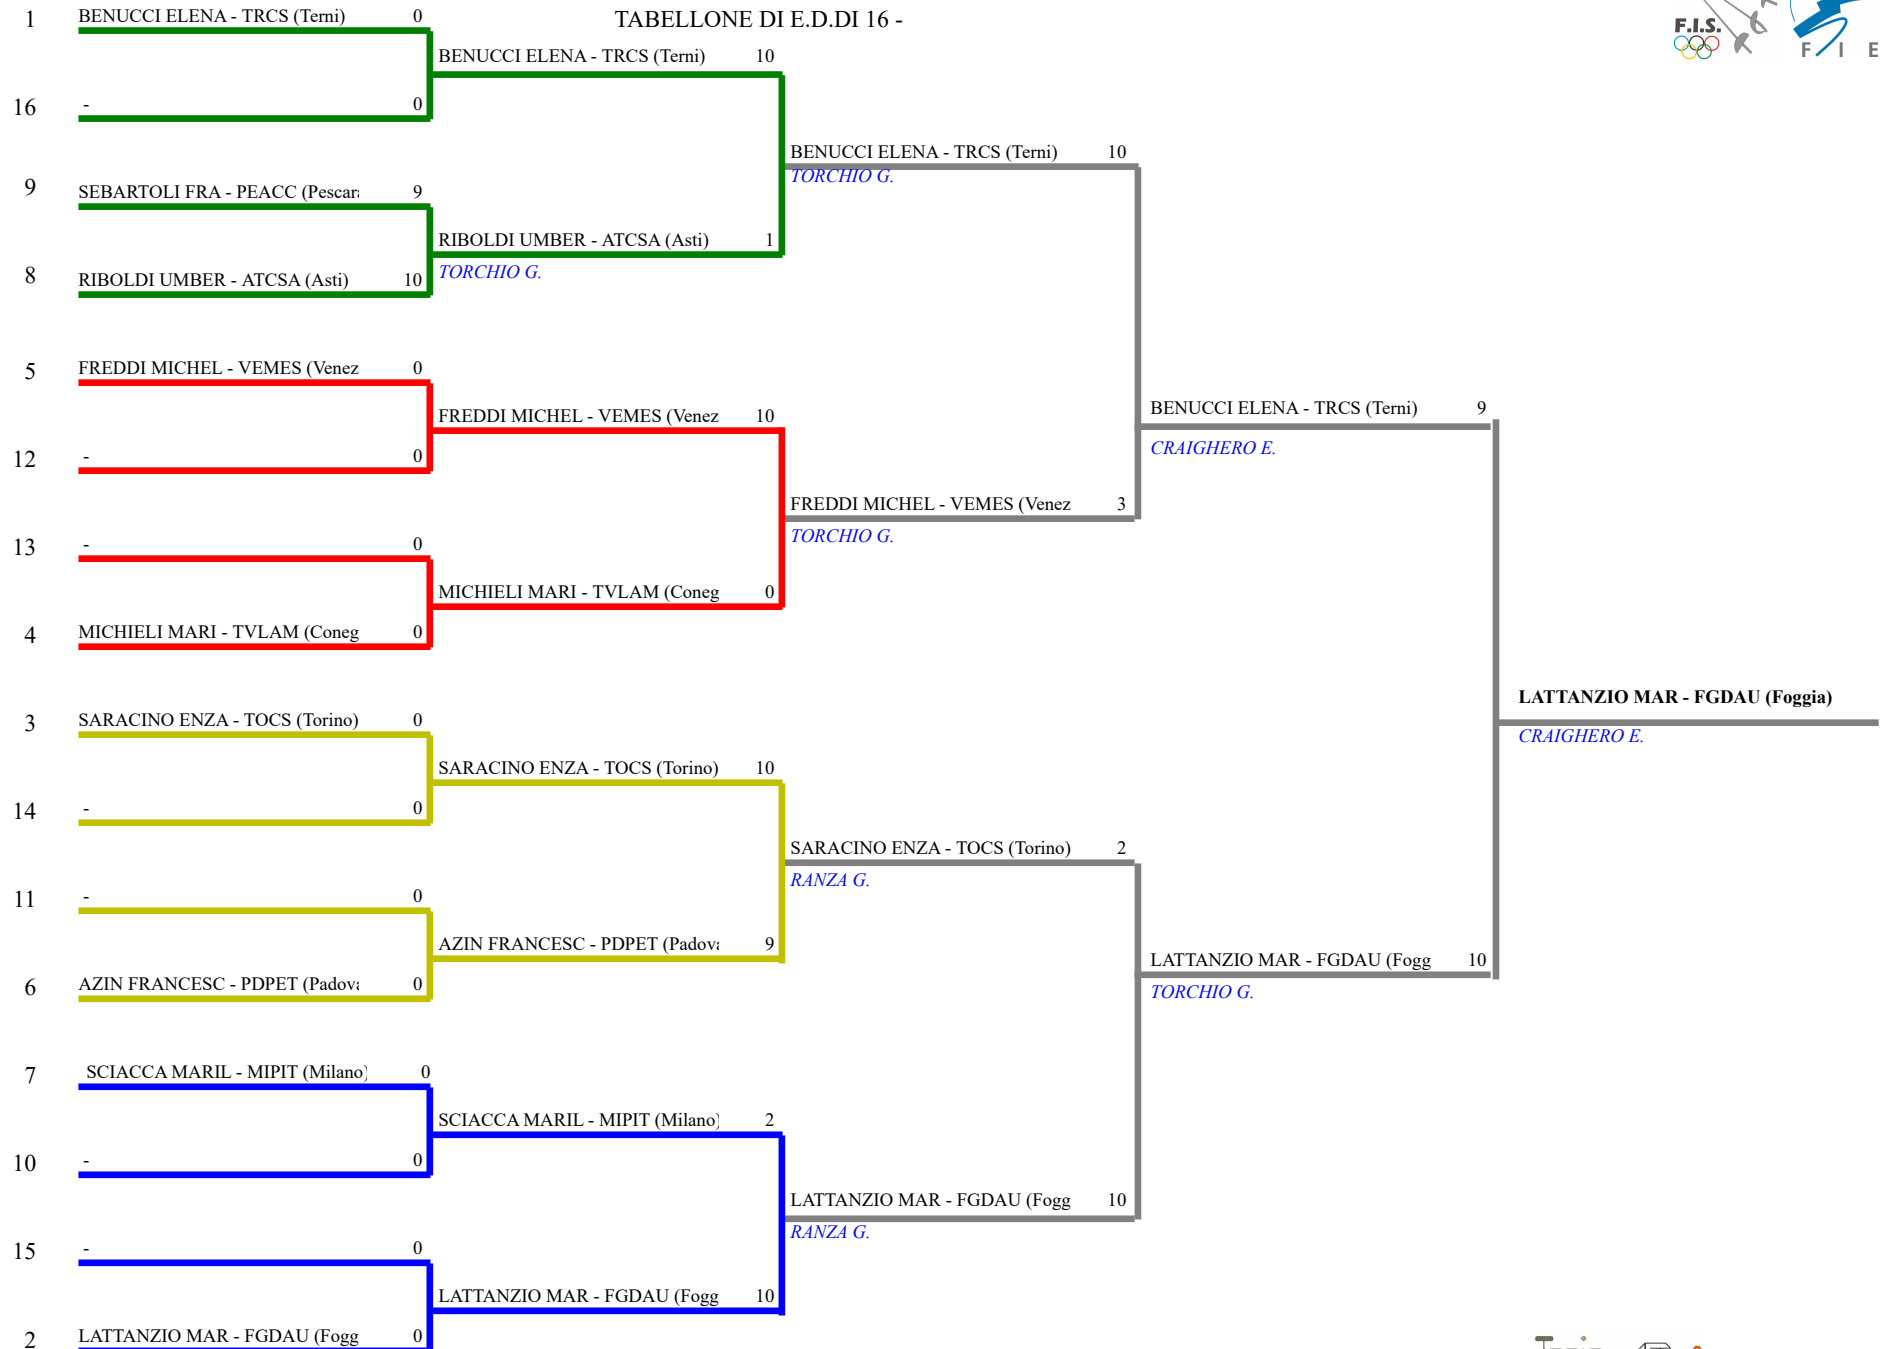 TABELLONE DI E.D.DI 16 -
F.I.S.
F I E
1 BENUCCI ELENA - TRCS (Terni) 0
BENUCCI ELENA - TRCS (Terni) 10
16 - 0
BENUCCI ELENA - TRCS (Terni) 10
TORCHIO G.
9 SEBARTOLI FRA - PEACC (Pescar 9
RIBOLDI UMBER - ATCSA (Asti) 1
TORCHIO G.
8 RIBOLDI UMBER - ATCSA (Asti) 10
5 FREDDI MICHEL - VEMES (Venez 0
BENUCCI ELENA - TRCS (Terni) 9
CRAIGHERO E.
FREDDI MICHEL - VEMES (Venez 10
12 - 0
FREDDI MICHEL - VEMES (Venez 3
TORCHIO G.
13 - 0
MICHIELI MARI - TVLAM (Coneg 0
4 MICHIELI MARI - TVLAM (Coneg 0
LATTANZIO MAR - FGDAU (Foggia)
CRAIGHERO E.
3 SARACINO ENZA - TOCS (Torino) 0
SARACINO ENZA - TOCS (Torino) 10
14 - 0
SARACINO ENZA - TOCS (Torino) 2
RANZA G.
11 - 0
AZIN FRANCESC - PDPET (Padov 9
LATTANZIO MAR - FGDAU (Fogg 10
TORCHIO G.
6 AZIN FRANCESC - PDPET (Padov 0
7 SCIACCA MARIL - MIPIT (Milano) 0
SCIACCA MARIL - MIPIT (Milano) 2
10 - 0
LATTANZIO MAR - FGDAU (Fogg 10
RANZA G.
15 - 0
LATTANZIO MAR - FGDAU (Fogg 10
2 LATTANZIO MAR - FGDAU (Fogg 0